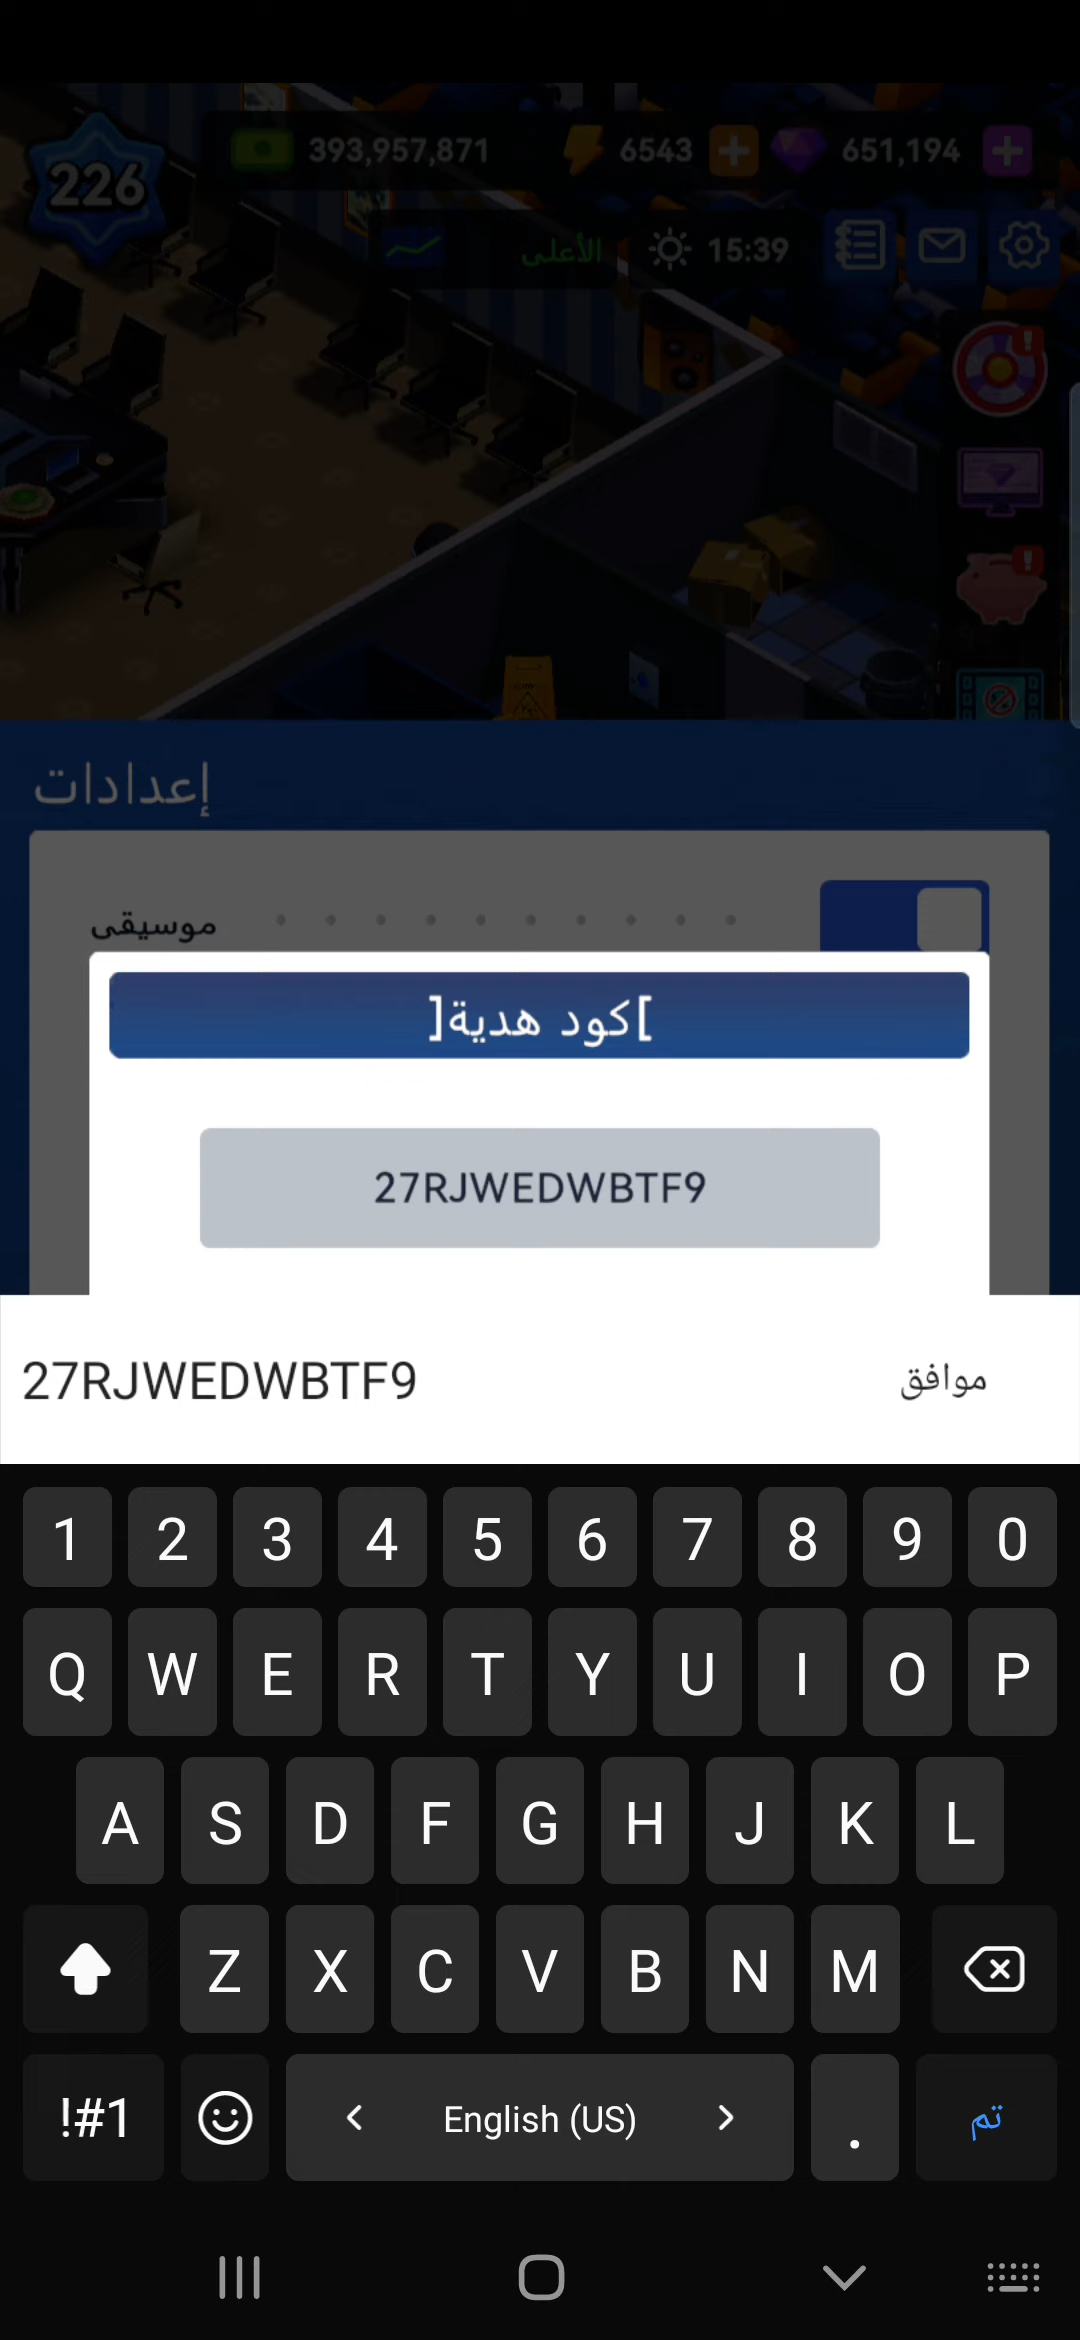 226
393,957,871
6543
651,194
الأعلى
15:39
إعدادات
موسيقى
]كود هدية[
27RJWEDWBTF9
27RJWEDWBTF9
موافق
1 2 3 4 5 6 7 8 9 0
Q W E R T Y U I O P
A S D F G H J K L
Z X C V B N M
!#1
English (US)
.
تم